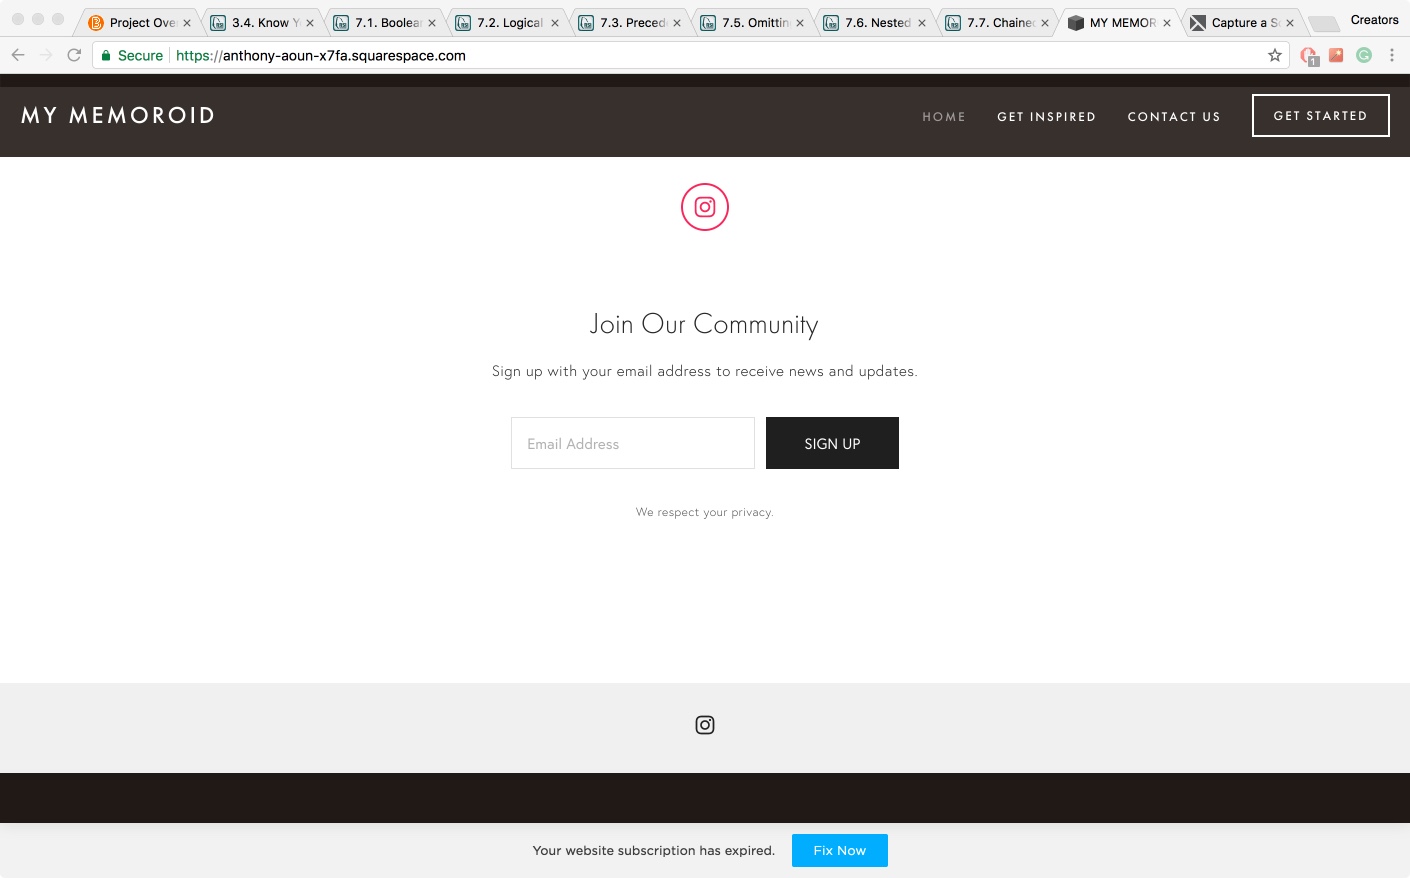 Project Ove
3.4. Know Y
7.1. Boolea
7.2. Logical
7.3. Preced
7.5. Omittin
7.6. Nested
7.7. Chained
MY MEMOR
Capture a Sc
Creators
Secure
https://anthony-aoun-x7fa.squarespace.com
1
MY MEMOROID
HOME
GET INSPIRED
CONTACT US
GET STARTED
Join Our Community
Sign up with your email address to receive news and updates.
Email Address
SIGN UP
We respect your privacy.
Your website subscription has expired.
Fix Now